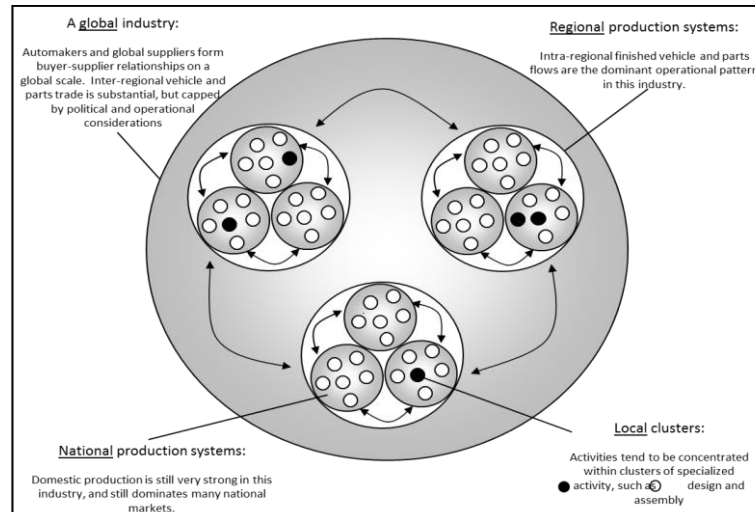 A global industry:
Automakers and global suppliers form
buyer-supplier relationships on a
global scale. Inter-regional vehicle and
parts trade is substantial, but capped
by political and operational
considerations
Regional production systems:
Intra-regional finished vehicle and parts
flows are the dominant operational pattern
in this industry.
National production systems:
Domestic production is still very strong in this
industry, and still dominates many national
markets.
Local clusters:
Activities tend to be concentrated
within clusters of specialized
activity, such as design and
assembly